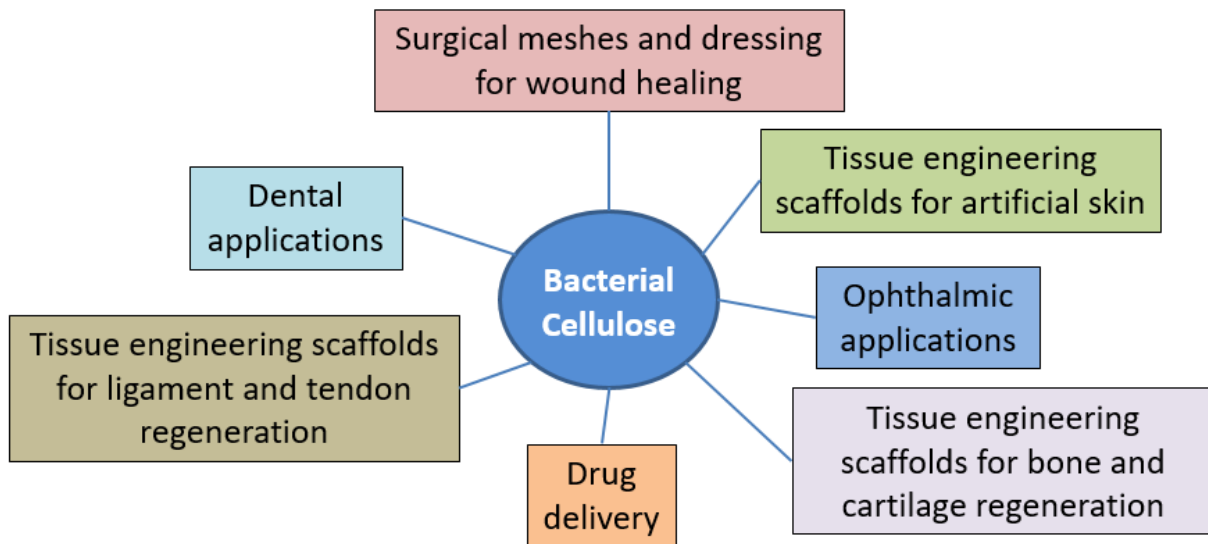 Surgical meshes and dressing
for wound healing
Tissue engineering
scaffolds for artificial skin
Dental
applications
Bacterial
Cellulose
Ophthalmic
applications
Tissue engineering scaffolds
for ligament and tendon
regeneration
Tissue engineering
scaffolds for bone and
cartilage regeneration
Drug
delivery